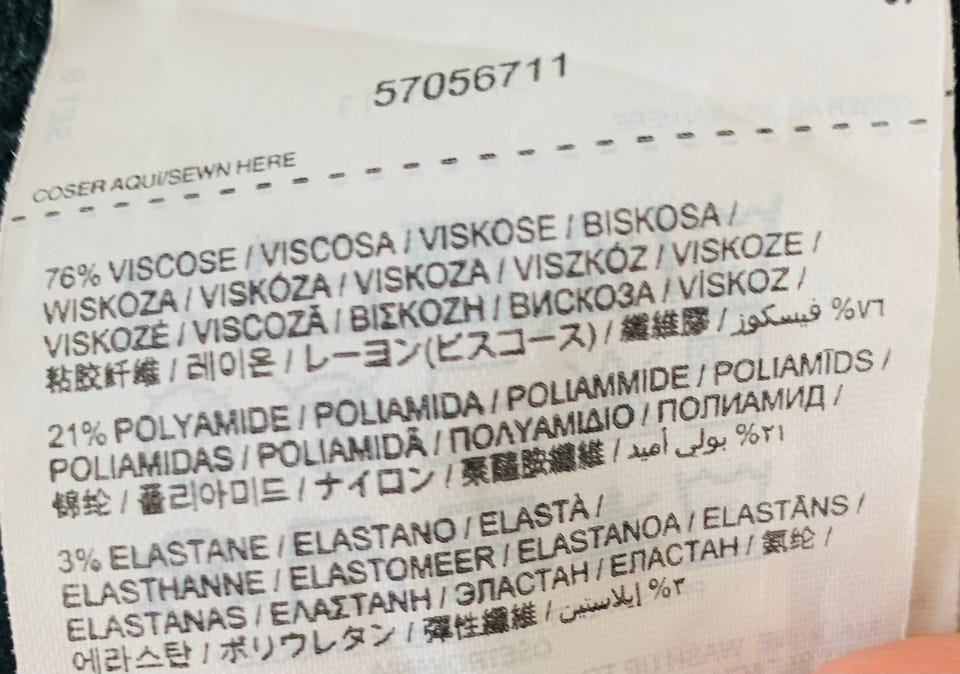 57056711
COSER AQUí/SEWN HERE
76% VISCOSE / VISCOSA / VISKOSE / BISKOSA /
WISKOZA / VISKÓZA / VISKOZA / VISZKÓZ / VISKOZE /
VISKOZĖ / VISCOZĂ / ΒΙΣΚΟΖΗ / ВИСКОЗА / VİSKOZ /
粘胶纤维 / 레이온 / レーヨン(ビスコース) / 纖維膠 / فيسكوز %٧٦
21% POLYAMIDE / POLIAMIDA / POLIAMMIDE / POLIAMĪDS /
POLIAMIDAS / POLIAMIDĂ / ΠΟΛΥΑΜΙΔΙΟ / ПОЛИАМИД /
锦纶 / 폴리아미드 / ナイロン / 聚醯胺纖維 / بولي أميد %٢١
3% ELASTANE / ELASTANO / ELASTÀ /
ELASTHANNE / ELASTOMEER / ELASTANOA / ELASTĀNS /
ELASTANAS / ΕΛΑΣΤΑΝΗ / ЭЛАСТАН / ЕЛАСТАН / 氨纶 /
에라스탄 / ポリウレタン / 彈性纖維 / إيلاستين %٣